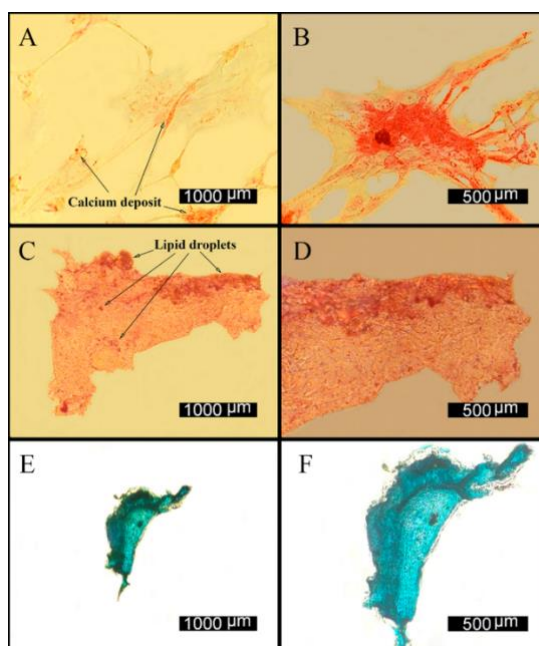 A
B
1000 µm
Calcium deposit
500 µm
C
Lipid droplets
D
1000 µm
500 µm
E
F
1000 µm
500 µm